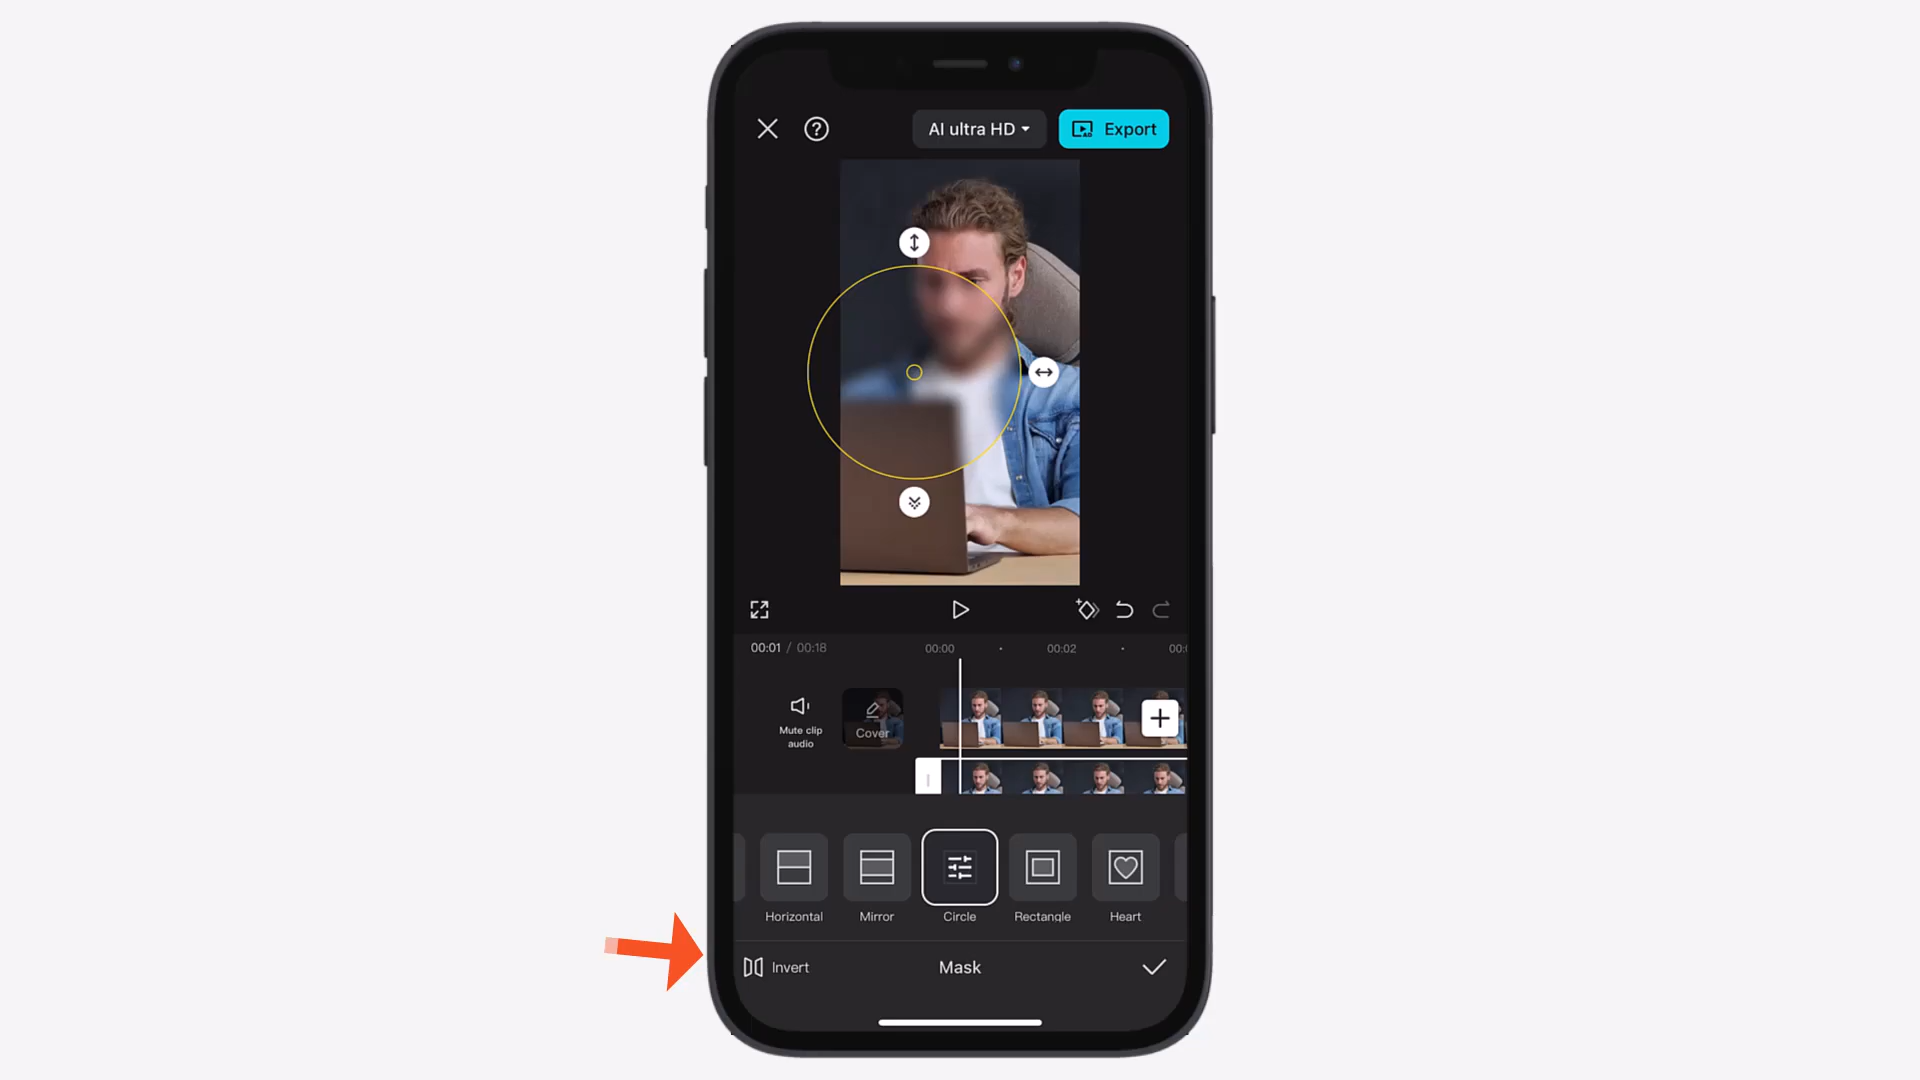 AI ultra HD
Export
00:01 / 00:18
00:00
00:02
Mute clip
audio
Cover
Horizontal
Mirror
Circle
Rectangle
Heart
Invert
Mask